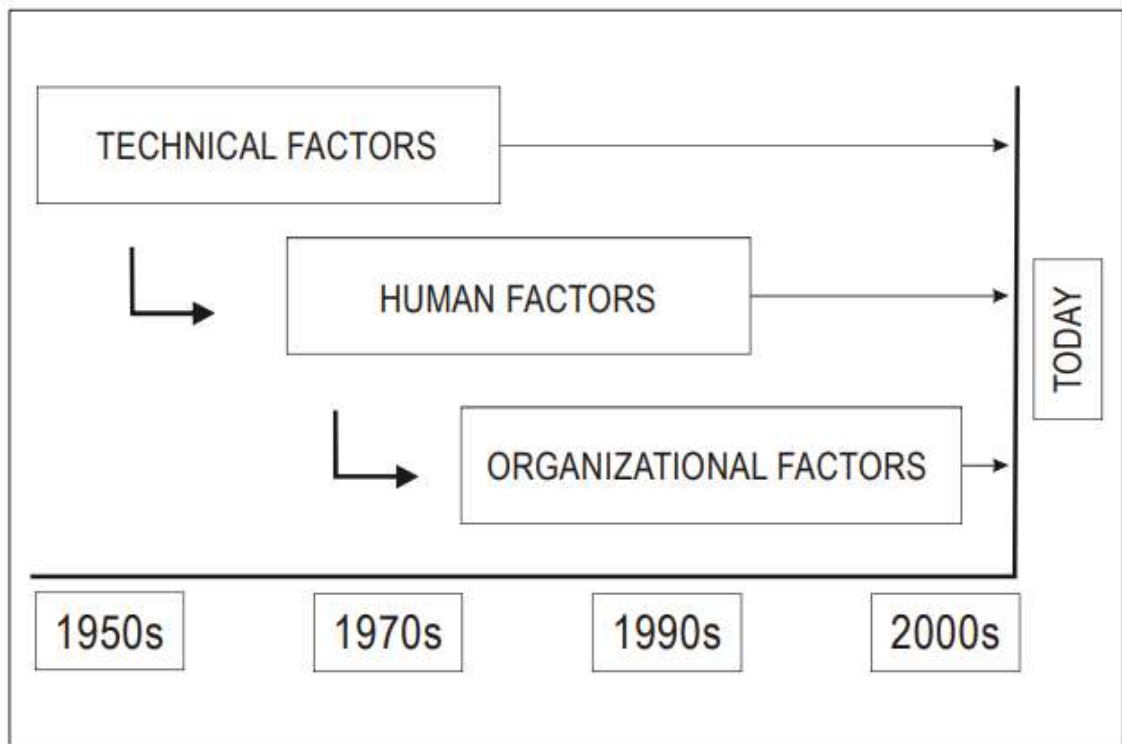 TECHNICAL FACTORS
HUMAN FACTORS
TODAY
ORGANIZATIONAL FACTORS
1950s
1970s
1990s
2000s